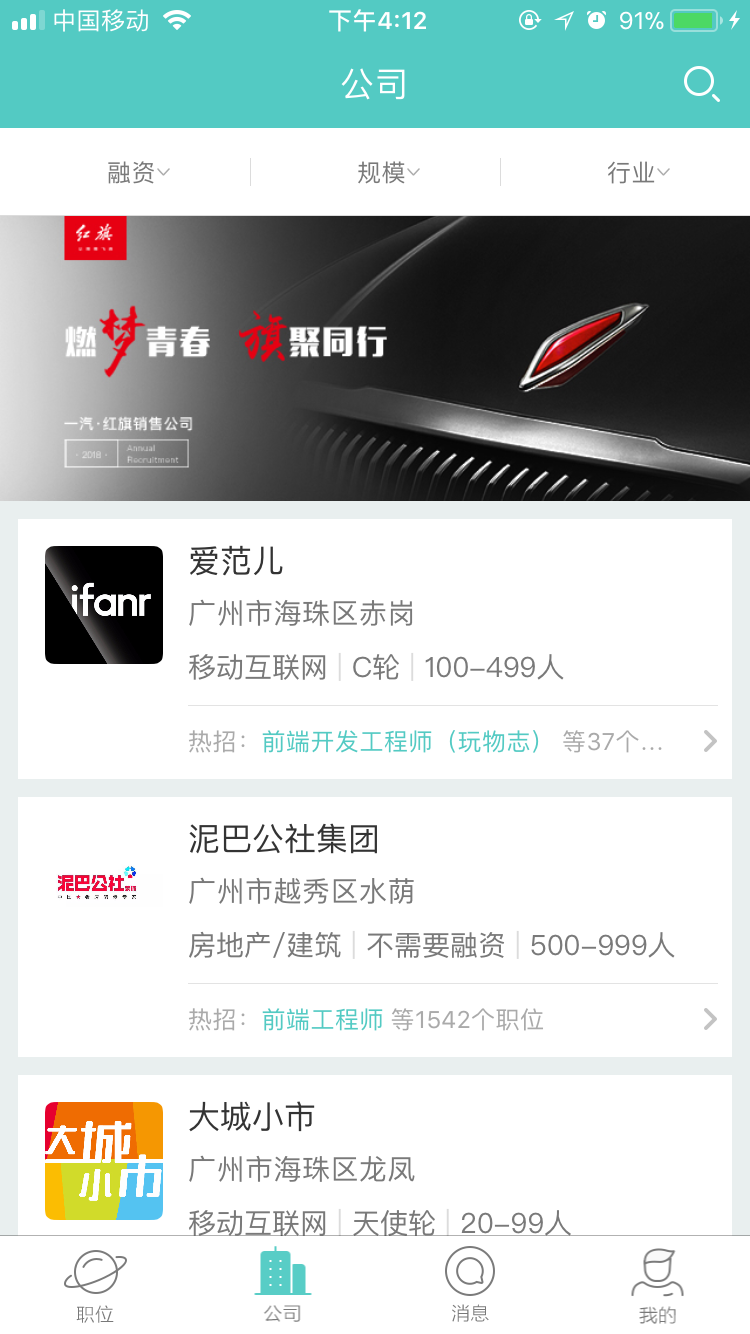 中国移动 下午4:12 91%
公司
融资 规模 行业
红旗
燃梦青春 旗聚同行
一汽·红旗销售公司
·2018· Annual
Recruitment
ifanr
爱范儿
广州市海珠区赤岗
移动互联网 C轮 100-499人
热招：前端开发工程师（玩物志） 等37个...
泥巴公社
泥巴公社集团
广州市越秀区水荫
房地产/建筑 不需要融资 500-999人
热招：前端工程师 等1542个职位
大城
小市
大城小市
广州市海珠区龙凤
移动互联网 天使轮 20-99人
职位 公司 消息 我的